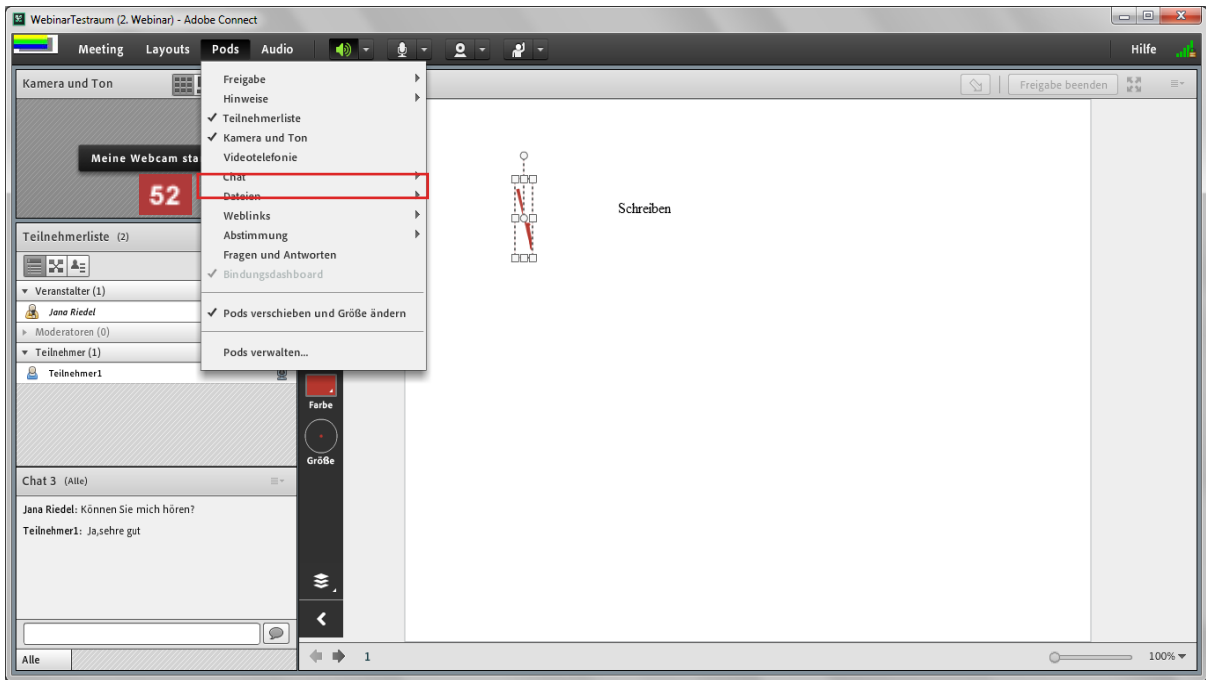 WebinarTestraum (2. Webinar) - Adobe Connect
Meeting Layouts Pods Audio Hilfe
Kamera und Ton
Freigabe beenden
Meine Webcam sta
52
Freigabe
Hinweise
Teilnehmerliste
Kamera und Ton
Videotelefonie
Chat
Dateien
Weblinks
Abstimmung
Fragen und Antworten
Bindungsdashboard
Pods verschieben und Größe ändern
Pods verwalten...
Schreiben
Teilnehmerliste (2)
Veranstalter (1)
Jana Riedel
Moderatoren (0)
Teilnehmer (1)
Teilnehmer1
Farbe
Größe
Chat 3 (Alle)
Jana Riedel: Können Sie mich hören?
Teilnehmer1: Ja,sehre gut
Alle
1
100%